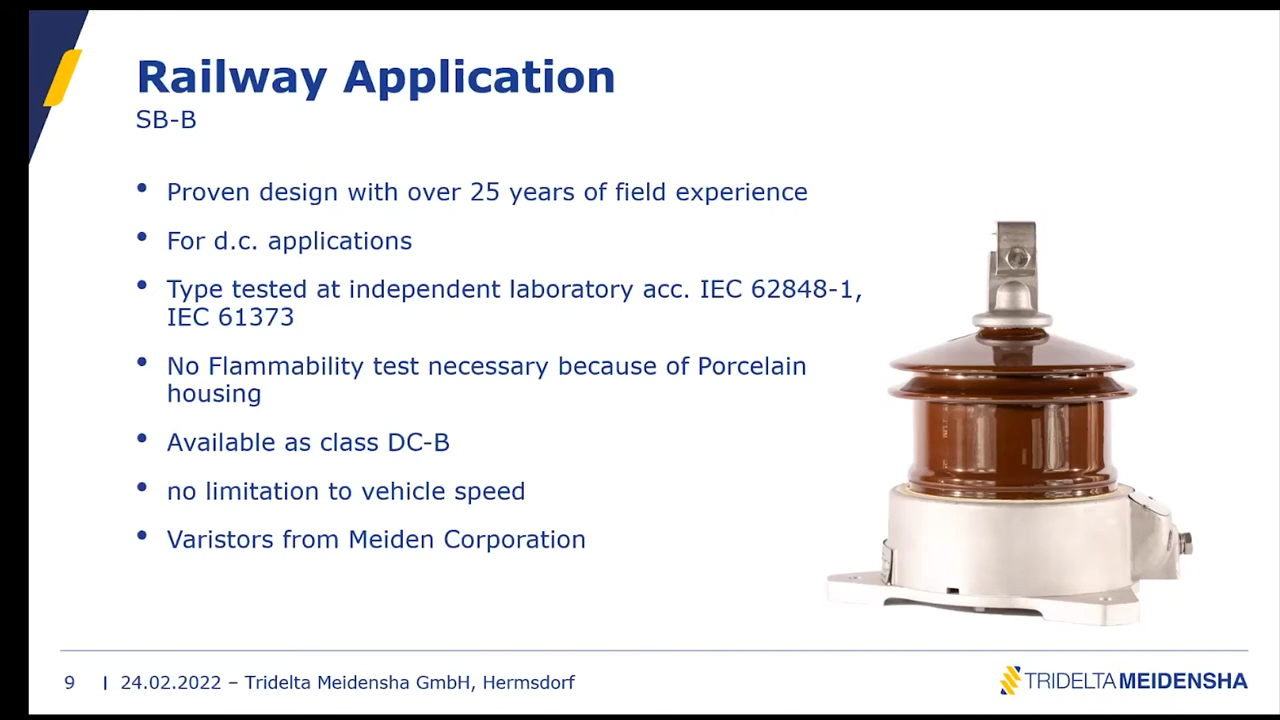 Railway Application
SB-B
• Proven design with over 25 years of field experience
• For d.c. applications
• Type tested at independent laboratory acc. IEC 62848-1,
IEC 61373
• No Flammability test necessary because of Porcelain
housing
• Available as class DC-B
• no limitation to vehicle speed
• Varistors from Meiden Corporation
9 | 24.02.2022 – Tridelta Meidensha GmbH, Hermsdorf
TRIDELTAMEIDENSHA